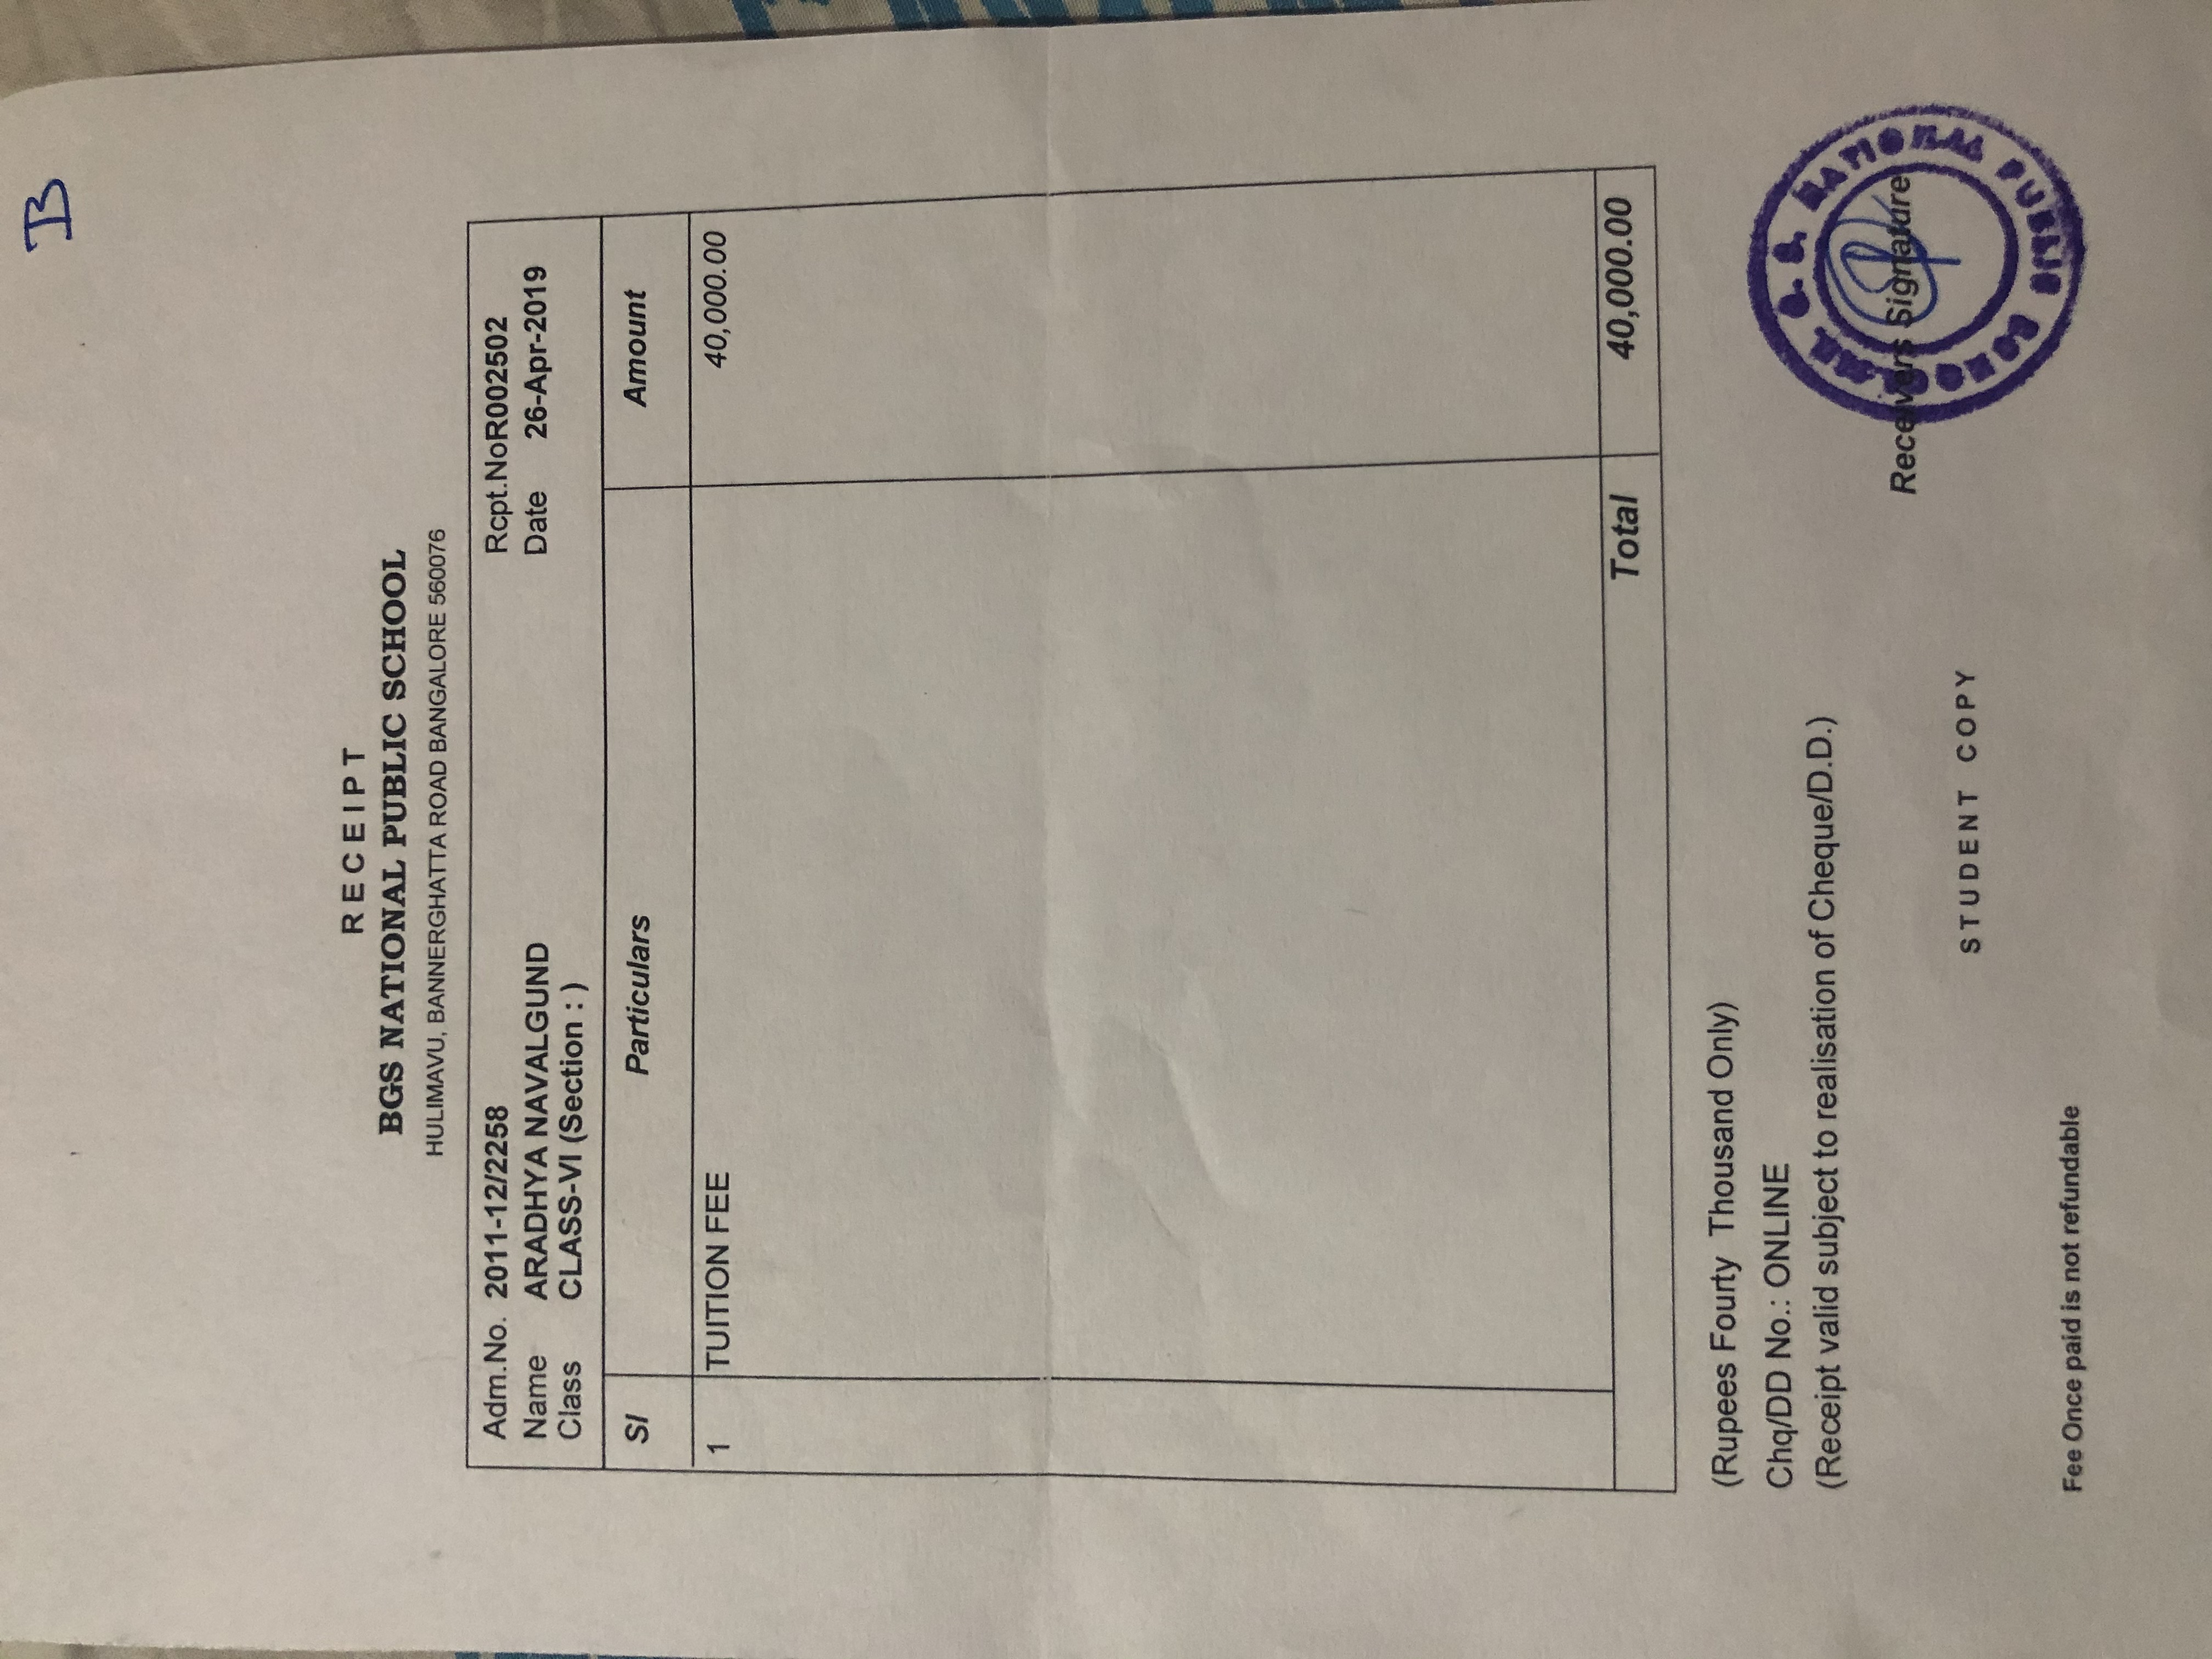 B
RECEIPT
BGS NATIONAL PUBLIC SCHOOL
HULIMAVU, BANNERGHATTA ROAD BANGALORE 560076
Adm.No. 2011-12/2258 Rcpt.NoR002502
Name ARADHYA NAVALGUND Date 26-Apr-2019
Class CLASS-VI (Section : )
Sl Particulars Amount
1 TUITION FEE 40,000.00
Total 40,000.00
(Rupees Fourty Thousand Only)
Chq/DD No.: ONLINE
(Receipt valid subject to realisation of Cheque/D.D.)
G. S. NATIONAL PUBLIC SCHOOL
Receivers Signature
STUDENT COPY
Fee Once paid is not refundable